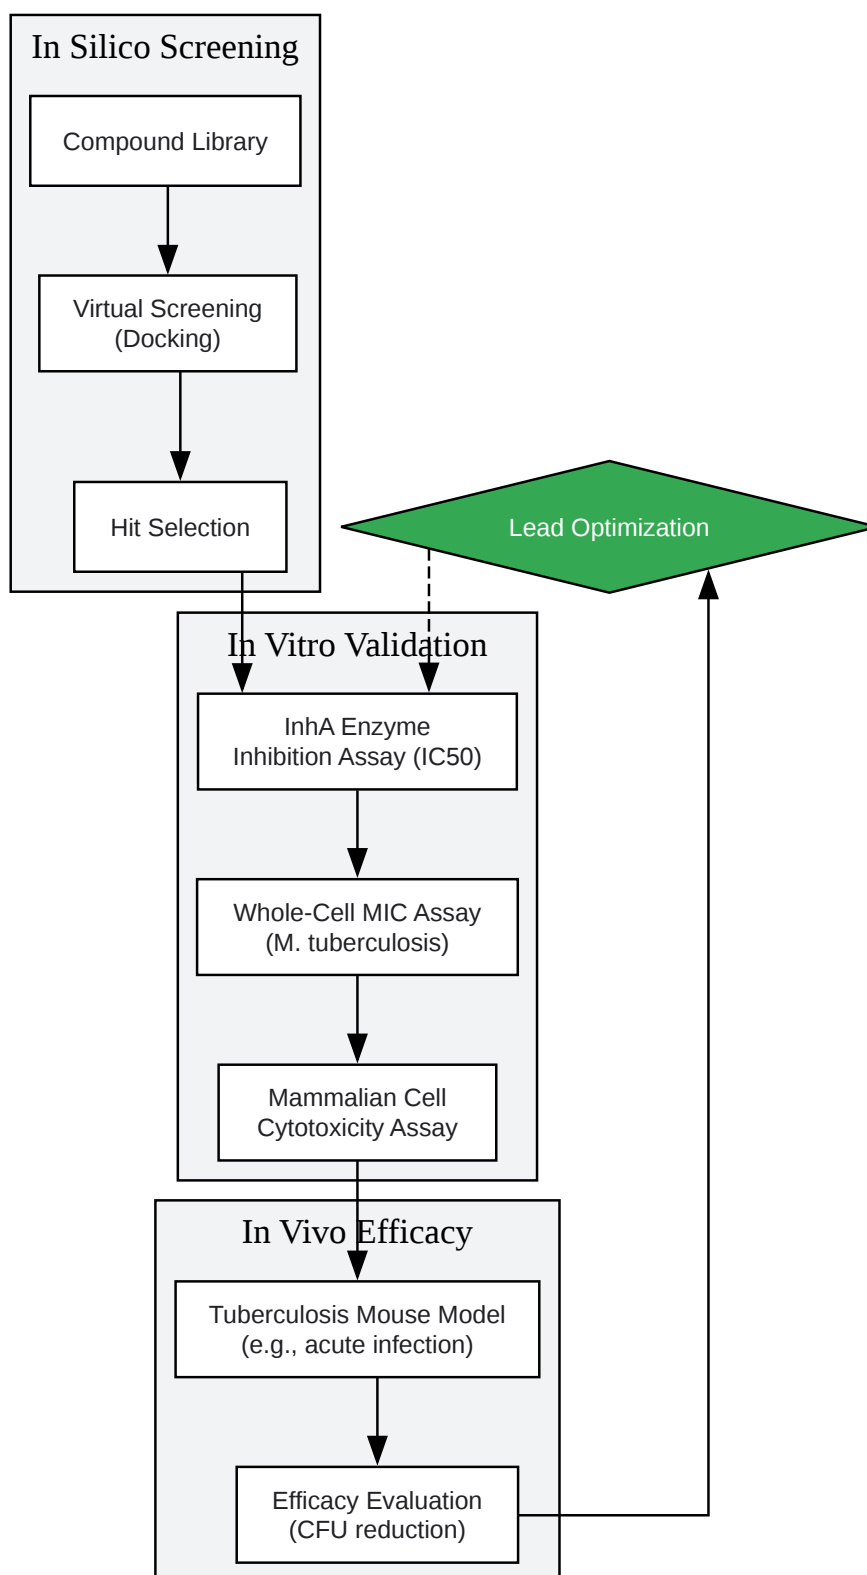 In Silico Screening
Compound Library
Virtual Screening
(Docking)
Hit Selection
Lead Optimization
In Vitro Validation
InhA Enzyme
Inhibition Assay (IC50)
Whole-Cell MIC Assay
(M. tuberculosis)
Mammalian Cell
Cytotoxicity Assay
In Vivo Efficacy
Tuberculosis Mouse Model
(e.g., acute infection)
Efficacy Evaluation
(CFU reduction)